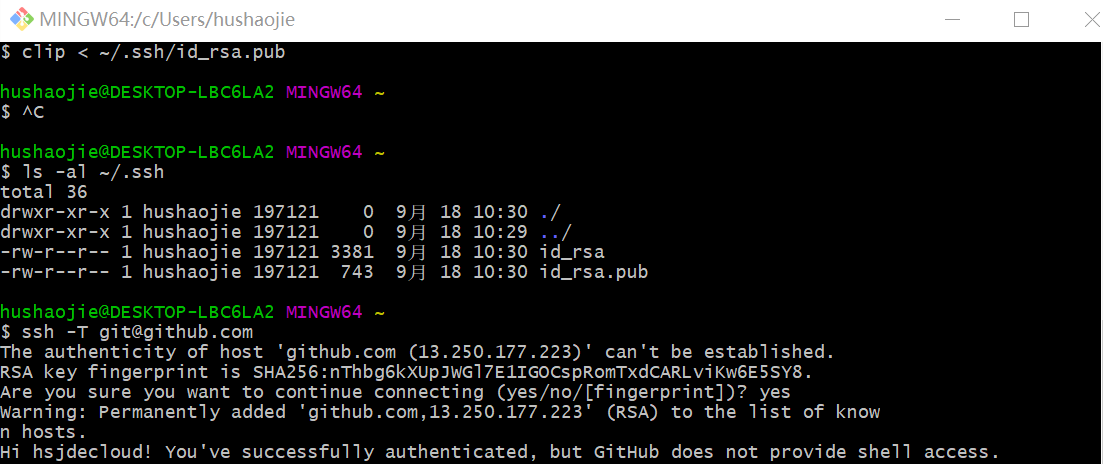 MINGW64:/c/Users/hushaojie
$ clip < ~/.ssh/id_rsa.pub
hushaojie@DESKTOP-LBC6LA2 MINGW64 ~
$ ^C
hushaojie@DESKTOP-LBC6LA2 MINGW64 ~
$ ls -al ~/.ssh
total 36
drwxr-xr-x 1 hushaojie 197121    0  9月 18 10:30 ./
drwxr-xr-x 1 hushaojie 197121    0  9月 18 10:29 ../
-rw-r--r-- 1 hushaojie 197121 3381  9月 18 10:30 id_rsa
-rw-r--r-- 1 hushaojie 197121  743  9月 18 10:30 id_rsa.pub
hushaojie@DESKTOP-LBC6LA2 MINGW64 ~
$ ssh -T git@github.com
The authenticity of host 'github.com (13.250.177.223)' can't be established.
RSA key fingerprint is SHA256:nThbg6kXUpJWGl7E1IGOCspRomTxdCARLviKw6E5SY8.
Are you sure you want to continue connecting (yes/no/[fingerprint])? yes
Warning: Permanently added 'github.com,13.250.177.223' (RSA) to the list of know
n hosts.
Hi hsjdecloud! You've successfully authenticated, but GitHub does not provide shell access.